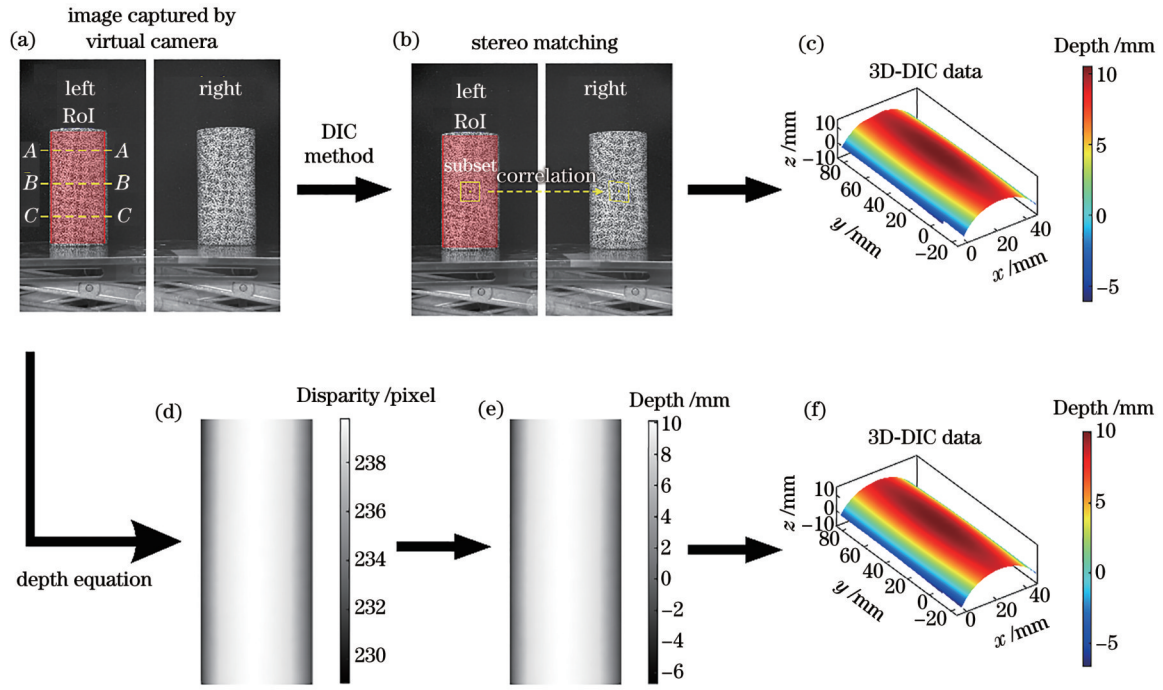 image captured by
virtual camera
(a)
left
right
RoI
A
A
B
B
C
C
DIC
method
(b)
stereo matching
left
right
RoI
subset
correlation
(c)
3D-DIC data
Depth /mm
10
5
0
−5
z /mm
10
0
−10
80
60
40
20
0
−20
y /mm
0
20
40
x /mm
depth equation
(d)
Disparity /pixel
238
236
234
232
230
(e)
Depth /mm
10
8
6
4
2
0
−2
−4
−6
(f)
3D-DIC data
Depth /mm
10
5
0
−5
z /mm
10
0
−10
80
60
40
20
0
−20
y /mm
0
20
40
x /mm